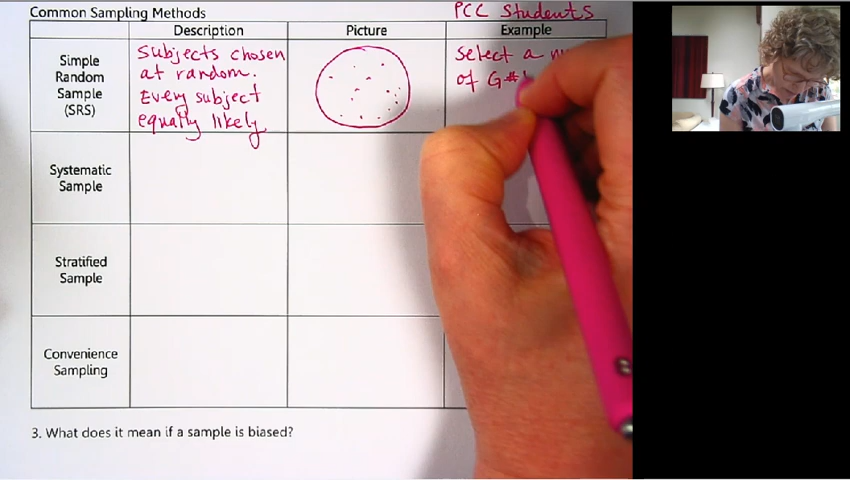 Common Sampling Methods
PCC Students
Description Picture Example
Simple Random Sample (SRS)
Subjects chosen
at random.
Every subject
equally likely
Select a
of G#
Systematic
Sample
Stratified
Sample
Convenience
Sampling
3. What does it mean if a sample is biased?